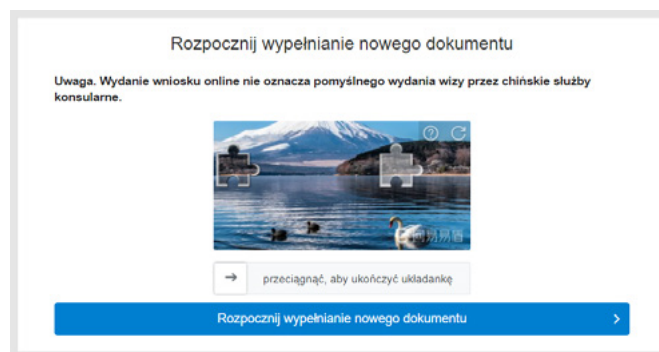 Rozpocznij wypełnianie nowego dokumentu
Uwaga. Wydanie wniosku online nie oznacza pomyślnego wydania wizy przez chińskie służby
konsularne.
przeciągnąć, aby ukończyć układankę
Rozpocznij wypełnianie nowego dokumentu